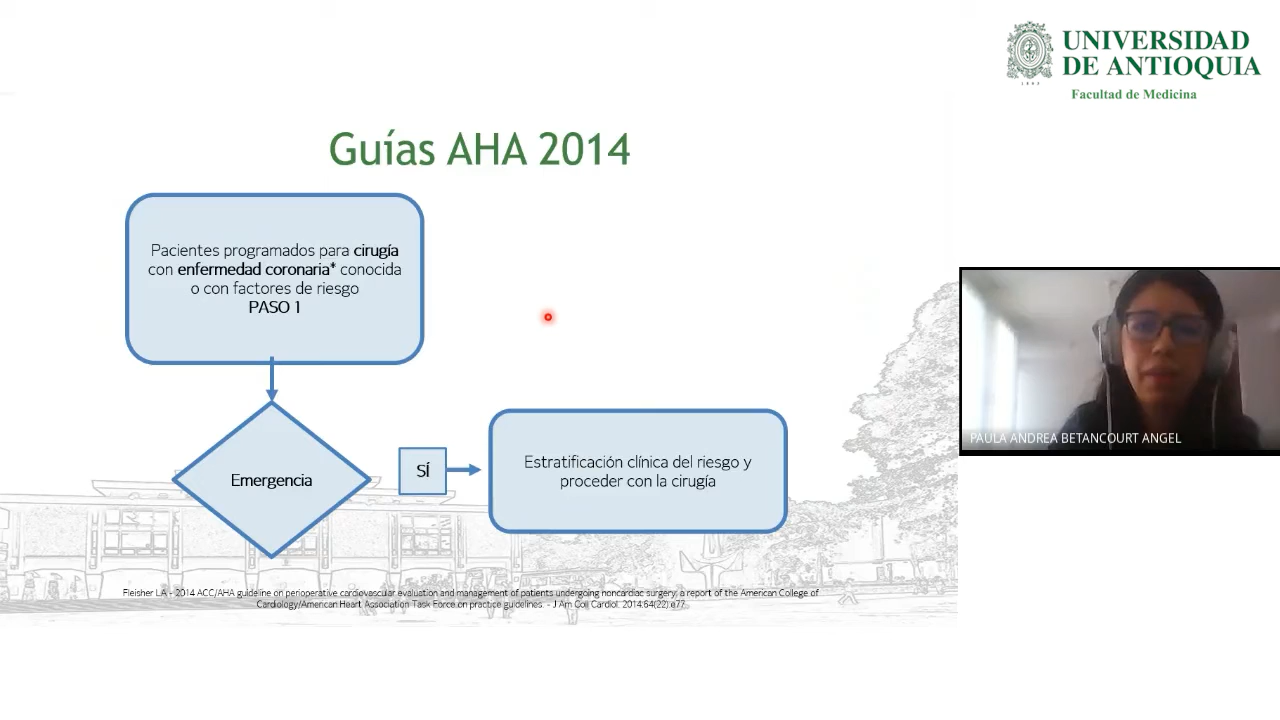 UNIVERSIDAD
DE ANTIOQUIA
1803
Facultad de Medicina
Guías AHA 2014
Pacientes programados para cirugía
con enfermedad coronaria* conocida
o con factores de riesgo
PASO 1
Emergencia
SÍ
Estratificación clínica del riesgo y
proceder con la cirugía
PAULA ANDREA BETANCOURT ANGEL
Fleisher LA - 2014 ACC/AHA guideline on perioperative cardiovascular evaluation and management of patients undergoing noncardiac surgery: a report of the American College of
Cardiology/American Heart Association Task Force on practice guidelines. - J Am Coll Cardiol. 2014;64(22):e77.